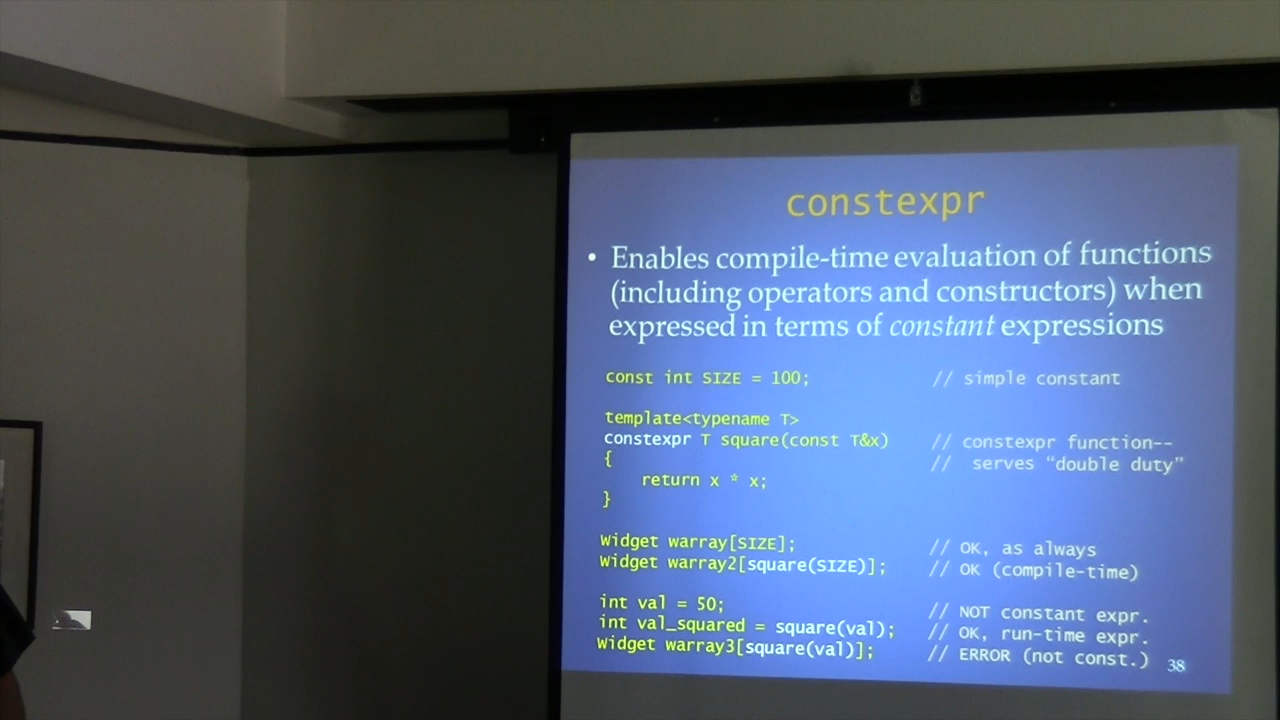 constexpr
• Enables compile-time evaluation of functions
(including operators and constructors) when
expressed in terms of constant expressions
const int SIZE = 100; // simple constant
template<typename T>
constexpr T square(const T&x) // constexpr function--
{ // serves “double duty”
return x * x;
}
Widget warray[SIZE]; // OK, as always
Widget warray2[square(SIZE)]; // OK (compile-time)
int val = 50; // NOT constant expr.
int val_squared = square(val); // OK, run-time expr.
Widget warray3[square(val)]; // ERROR (not const.)
38